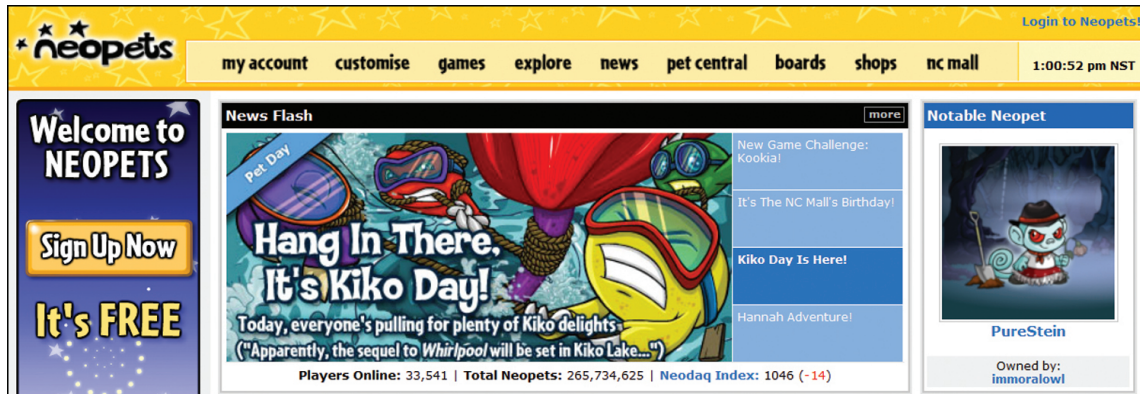 Login to Neopets!
neopets
my account customise games explore news pet central boards shops nc mall
1:00:52 pm NST
Welcome to
NEOPETS
Sign Up Now
It's FREE
News Flash
more
Pet Day
Hang In There,
It's Kiko Day!
Today, everyone's pulling for plenty of Kiko delights
("Apparently, the sequel to Whirlpool will be set in Kiko Lake...")
New Game Challenge:
Kookia!
It's The NC Mall's Birthday!
Kiko Day Is Here!
Hannah Adventure!
Players Online: 33,541 | Total Neopets: 265,734,625 | Neodaq Index: 1046 (-14)
Notable Neopet
PureStein
Owned by:
immoralowl